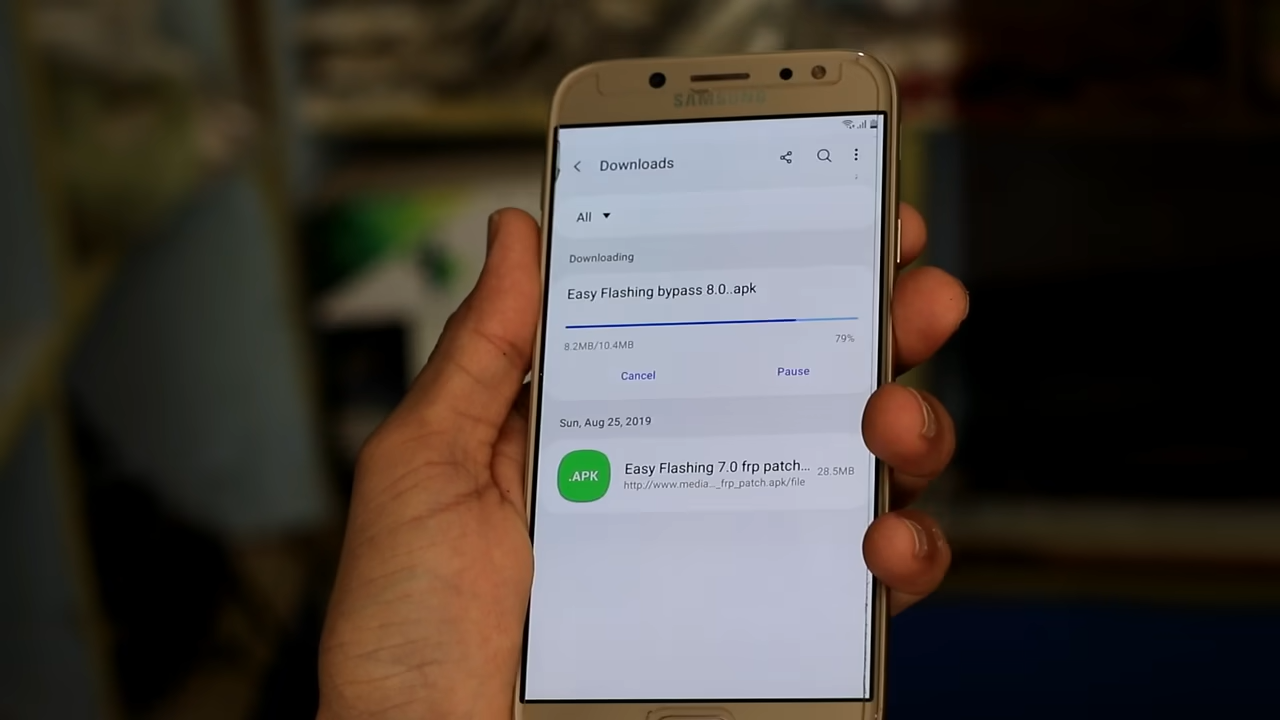 SAMSUNG
Downloads
All
Downloading
Easy Flashing bypass 8.0..apk
8.2MB/10.4MB
79%
Cancel
Pause
Sun, Aug 25, 2019
.APK
Easy Flashing 7.0 frp patch...
28.5MB
http://www.media..._frp_patch.apk/file